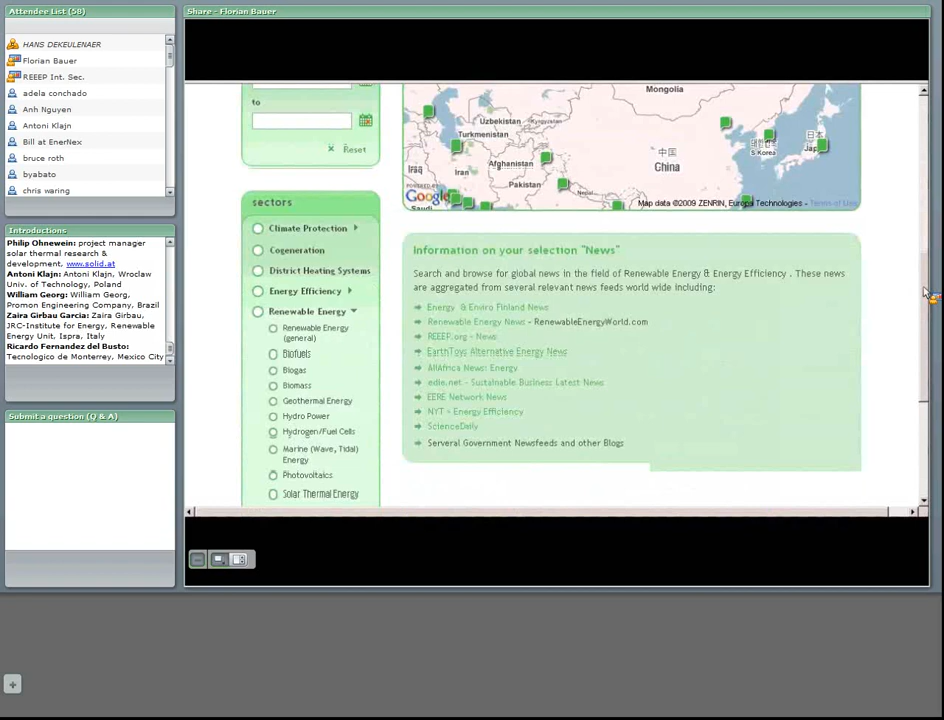 Attendee List (58)
HANS DEKEULENAER
Florian Bauer
REEEP Int. Sec.
adela conchado
Anh Nguyen
Antoni Klajn
Bill at EnerNex
bruce roth
byabato
chris waring
Introductions
Philip Ohnewein: project manager
solar thermal research &
development, www.solid.at
Antoni Klajn: Antoni Klajn, Wroclaw
Univ. of Technology, Poland
William Georg: William Georg,
Promon Engineering Company, Brazil
Zaira Girbau Garcia: Zaira Girbau,
JRC-Institute for Energy, Renewable
Energy Unit, Ispra, Italy
Ricardo Fernandez del Busto:
Tecnologico de Monterrey, Mexico City
Submit a question (Q & A)
Share - Florian Bauer
to
Reset
sectors
Climate Protection
Cogeneration
District Heating Systems
Energy Efficiency
Renewable Energy
Renewable Energy
(general)
Biofuels
Biogas
Biomass
Geothermal Energy
Hydro Power
Hydrogen/Fuel Cells
Marine (Wave, Tidal)
Energy
Photovoltaics
Solar Thermal Energy
Mongolia
Uzbekistan
Kyrgyzstan
Turkmenistan
Afghanistan
Iraq
Iran
Pakistan
Nepal
中国
China
S Korea
日本
POWERED BY
Google
Map data ©2009 ZENRIN, Europa Technologies - Terms of Use
Information on your selection "News"
Search and browse for global news in the field of Renewable Energy & Energy Efficiency . These news
are aggregated from several relevant news feeds world wide including:
Energy & Enviro Finland News
Renewable Energy News - RenewableEnergyWorld.com
REEEP.org - News
EarthToys Alternative Energy News
AllAfrica News: Energy
edie.net - Sustainable Business Latest News
EERE Network News
NYT - Energy Efficiency
ScienceDaily
Serveral Government Newsfeeds and other Blogs